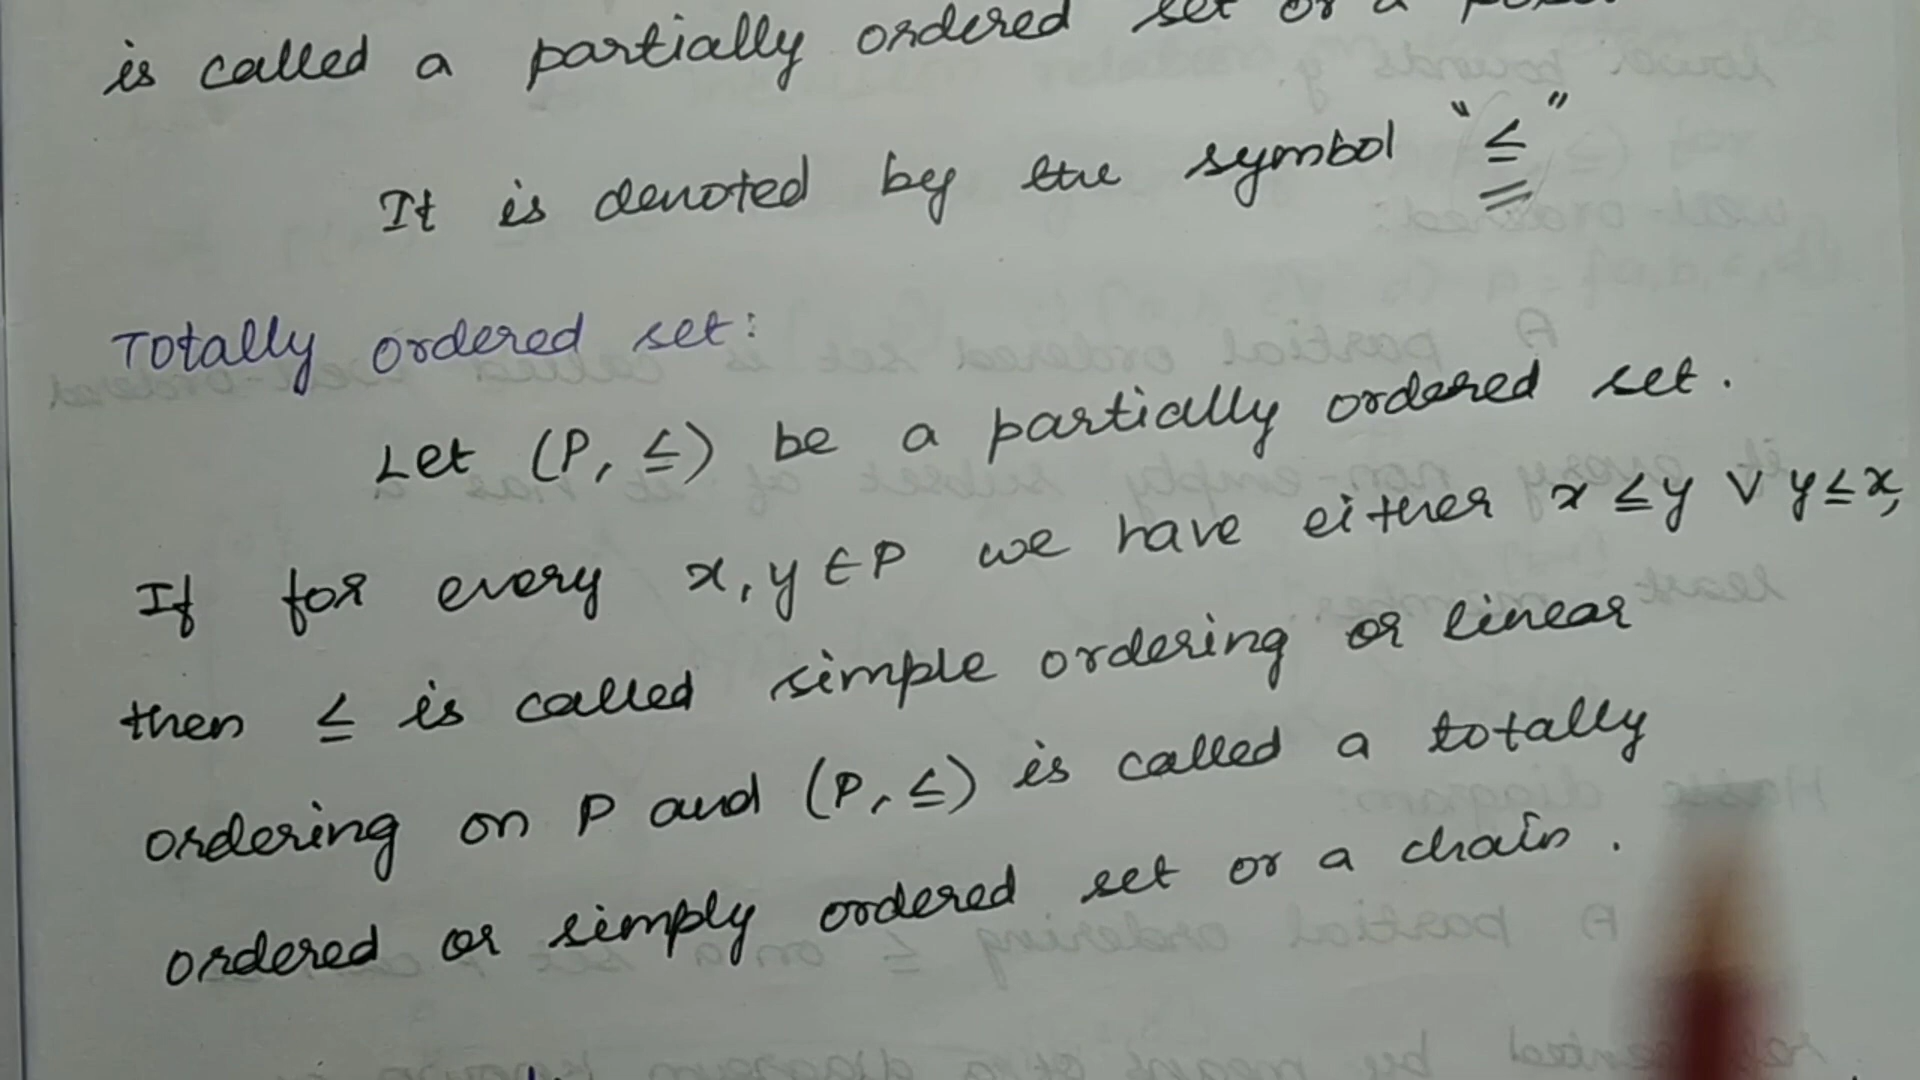 is called a partially ordered set or a
It is denoted by the symbol "≤"
Totally ordered set:
Let (P, ≤) be a partially ordered set.
If for every x, y ∈ P we have either x ≤ y ∨ y ≤ x,
then ≤ is called simple ordering or linear
ordering on P and (P, ≤) is called a totally
ordered or simply ordered set or a chain.